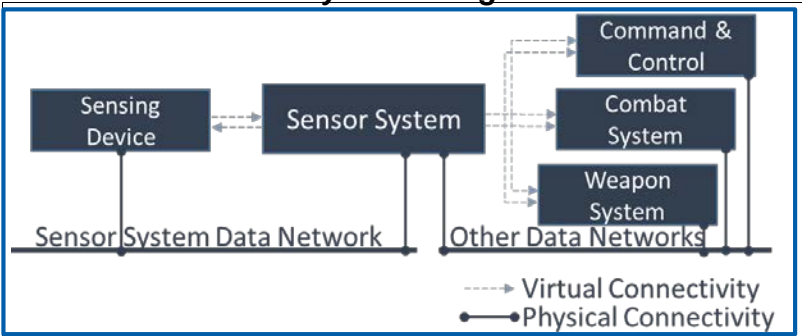 Command &
Control
Sensing
Device
Sensor System
Combat
System
Weapon
System
Sensor System Data Network
Other Data Networks
Virtual Connectivity
Physical Connectivity